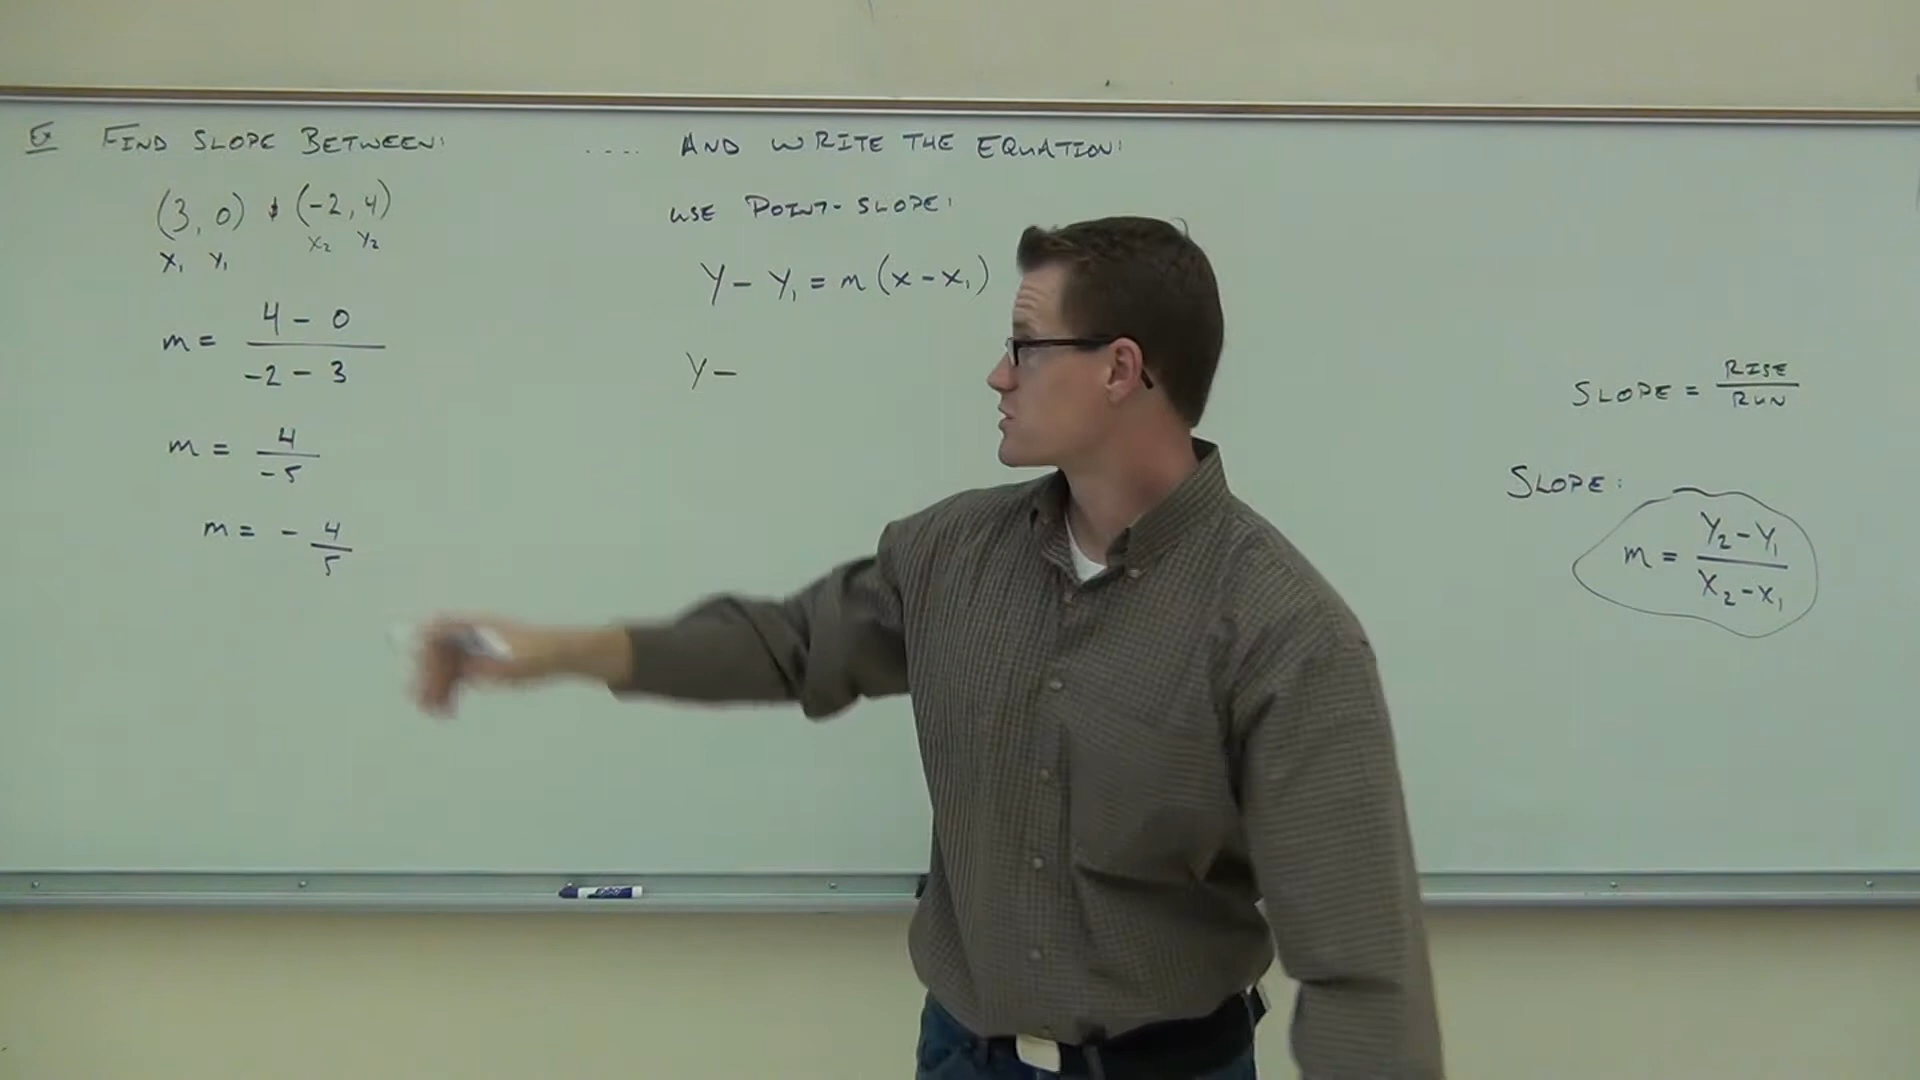 Ex FIND SLOPE BETWEEN:
(3, 0) & (-2, 4)
x₁ y₁ x₂ y₂
m = (4 - 0)/(-2 - 3)
m = 4/-5
m = - 4/5
.... AND WRITE THE EQUATION:
USE POINT-SLOPE:
y - y₁ = m(x - x₁)
y -
SLOPE = RISE/RUN
SLOPE:
m = (y₂ - y₁)/(x₂ - x₁)
EXPO